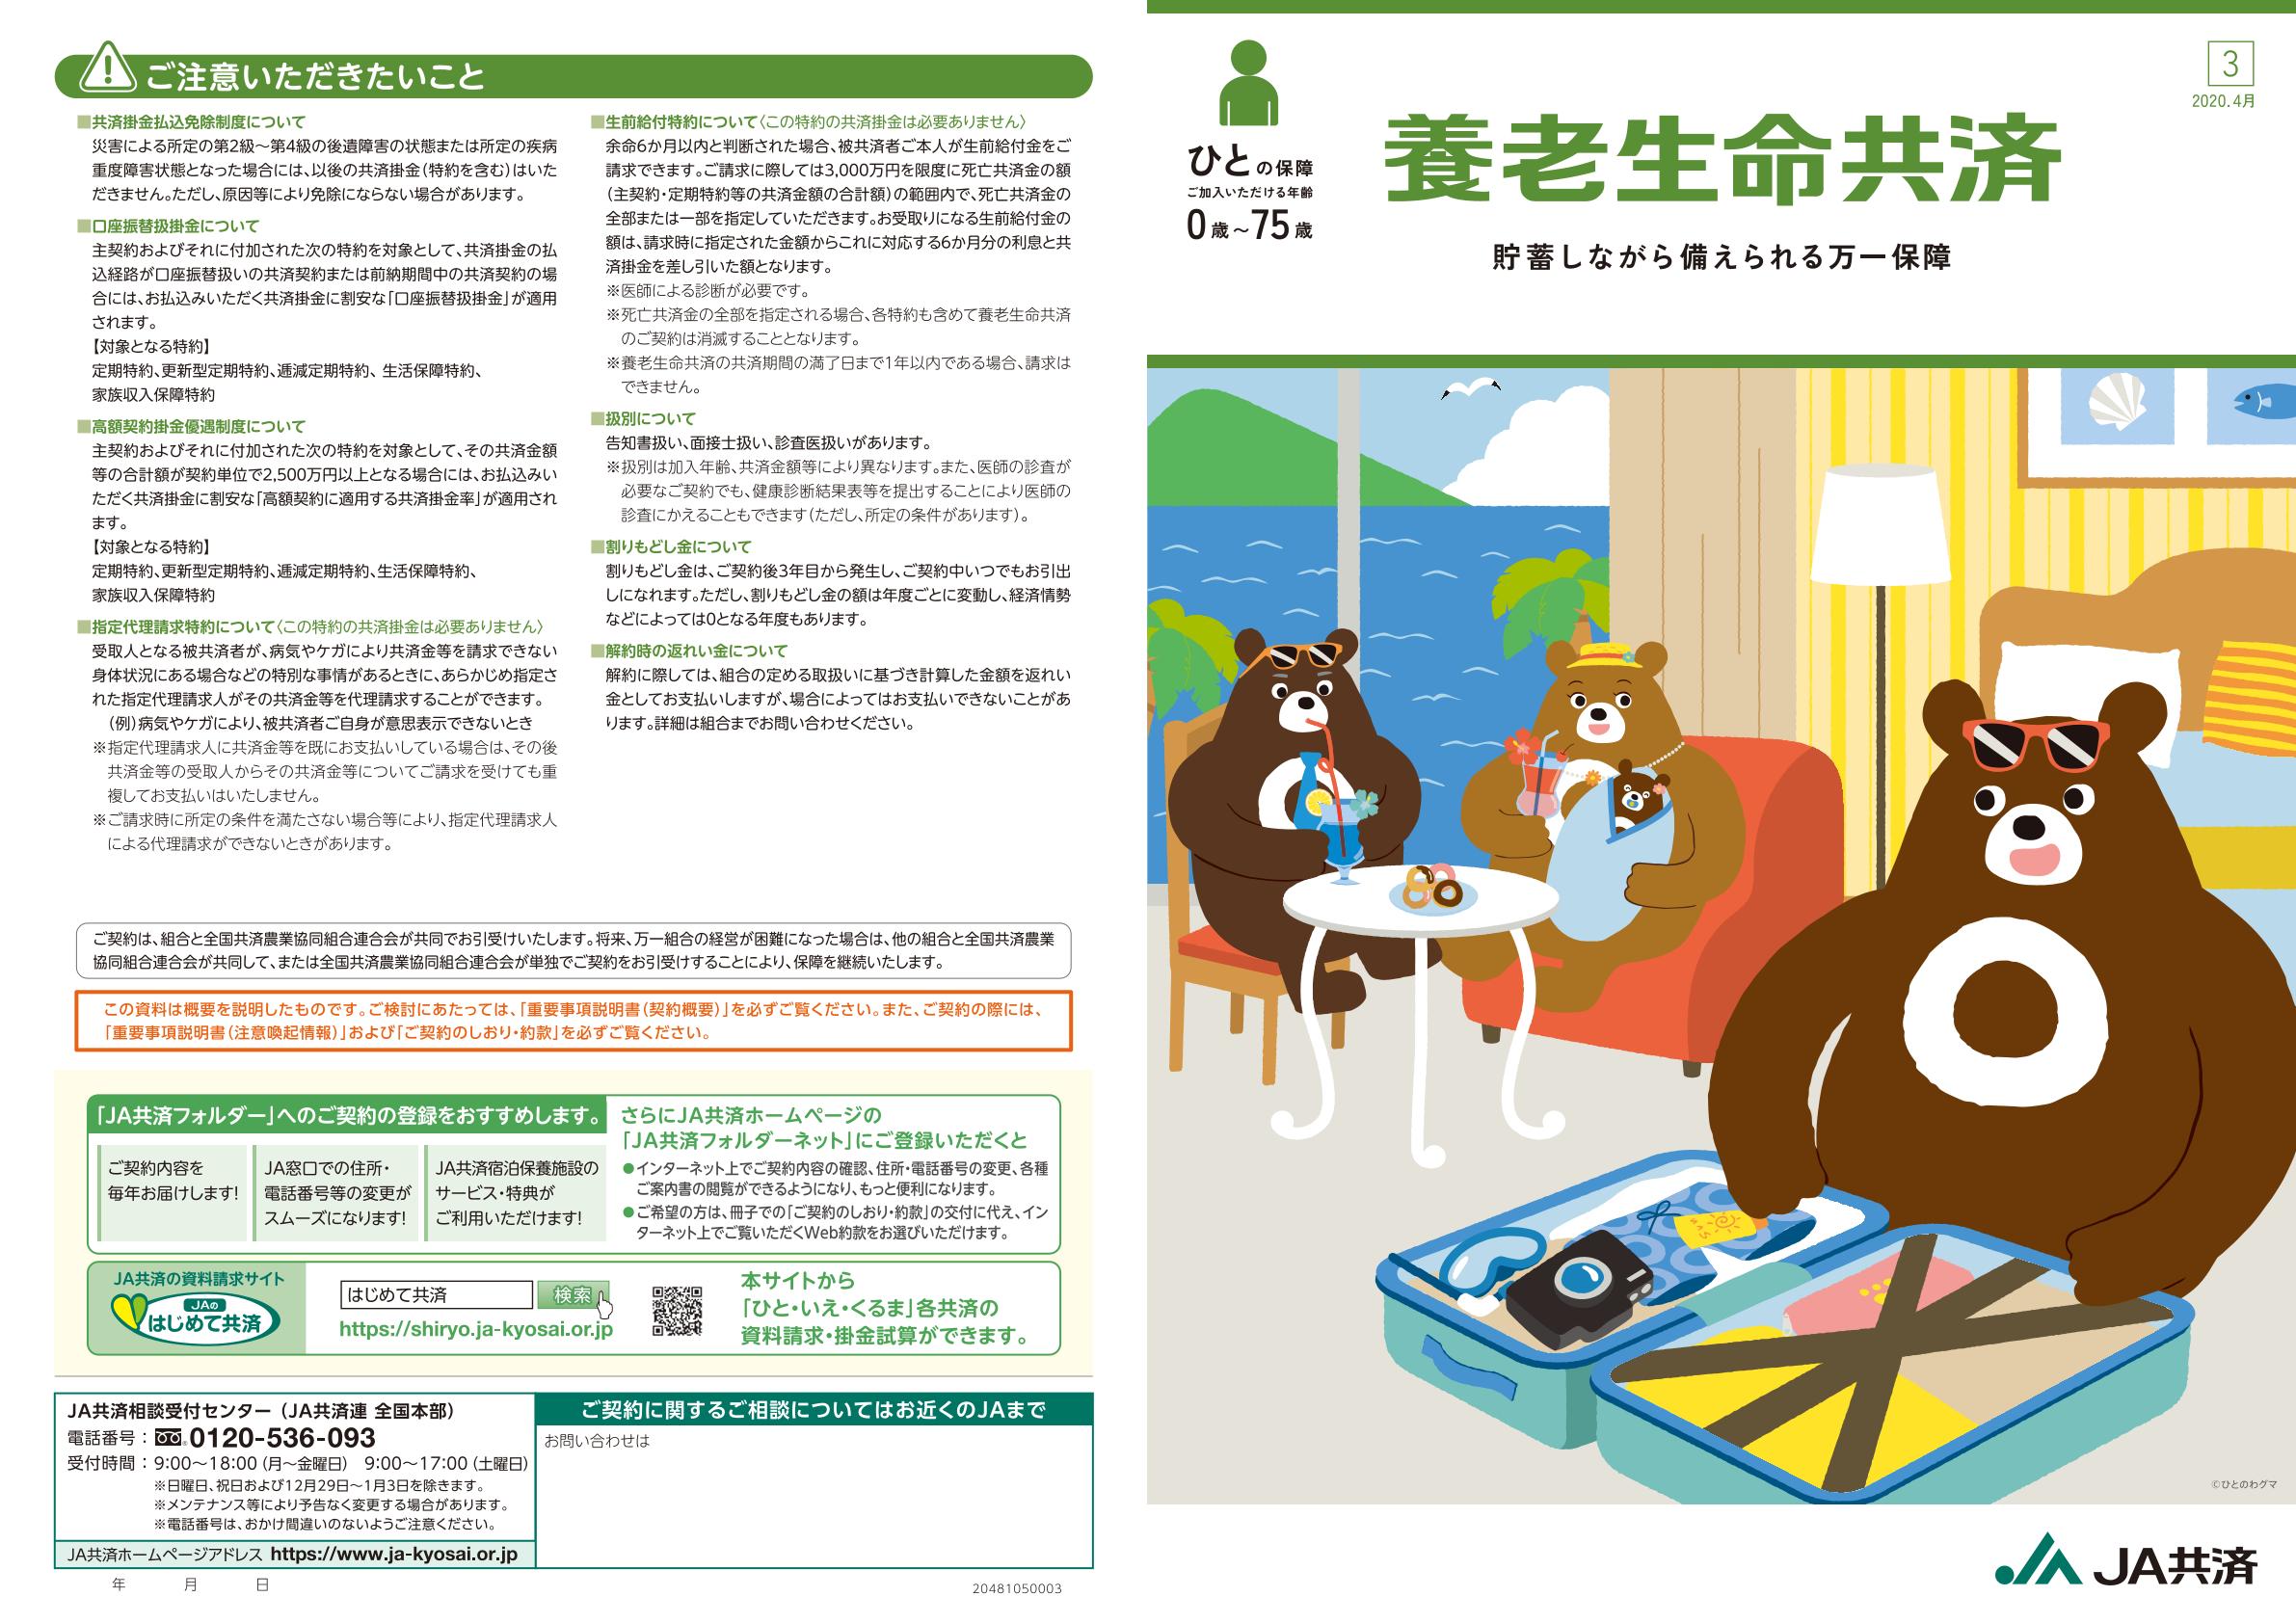 ご注意いただきたいこと
■共済掛金払込免除制度について
災害による所定の第2級～第4級の後遺障害の状態または所定の疾病
重度障害状態となった場合には、以後の共済掛金(特約を含む)はいた
だきません。ただし、原因等により免除にならない場合があります。
■口座振替扱掛金について
主契約およびそれに付加された次の特約を対象として、共済掛金の払
込経路が口座振替扱いの共済契約または前納期間中の共済契約の場
合には、お払込みいただく共済掛金に割安な「口座振替扱掛金」が適用
されます。
【対象となる特約】
定期特約、更新型定期特約、逓減定期特約、生活保障特約、
家族収入保障特約
■高額契約掛金優遇制度について
主契約およびそれに付加された次の特約を対象として、その共済金額
等の合計額が契約単位で2,500万円以上となる場合には、お払込みい
ただく共済掛金に割安な「高額契約に適用する共済掛金率」が適用され
ます。
【対象となる特約】
定期特約、更新型定期特約、逓減定期特約、生活保障特約、
家族収入保障特約
■指定代理請求特約について〈この特約の共済掛金は必要ありません〉
受取人となる被共済者が、病気やケガにより共済金等を請求できない
身体状況にある場合などの特別な事情があるときに、あらかじめ指定さ
れた指定代理請求人がその共済金等を代理請求することができます。
(例)病気やケガにより、被共済者ご自身が意思表示できないとき
※指定代理請求人に共済金等を既にお支払いしている場合は、その後
共済金等の受取人からその共済金等についてご請求を受けても重
複してお支払いはいたしません。
※ご請求時に所定の条件を満たさない場合等により、指定代理請求人
による代理請求ができないときがあります。
■生前給付特約について〈この特約の共済掛金は必要ありません〉
余命6か月以内と判断された場合、被共済者ご本人が生前給付金をご
請求できます。ご請求に際しては3,000万円を限度に死亡共済金の額
(主契約・定期特約等の共済金額の合計額)の範囲内で、死亡共済金の
全部または一部を指定していただきます。お受取りになる生前給付金の
額は、請求時に指定された金額からこれに対応する6か月分の利息と共
済掛金を差し引いた額となります。
※医師による診断が必要です。
※死亡共済金の全部を指定される場合、各特約も含めて養老生命共済
のご契約は消滅することとなります。
※養老生命共済の共済期間の満了日まで1年以内である場合、請求は
できません。
■扱別について
告知書扱い、面接士扱い、診査医扱いがあります。
※扱別は加入年齢、共済金額等により異なります。また、医師の診査が
必要なご契約でも、健康診断結果表等を提出することにより医師の
診査にかえることもできます(ただし、所定の条件があります)。
■割りもどし金について
割りもどし金は、ご契約後3年目から発生し、ご契約中いつでもお引出
しになれます。ただし、割りもどし金の額は年度ごとに変動し、経済情勢
などによっては0となる年度もあります。
■解約時の返れい金について
解約に際しては、組合の定める取扱いに基づき計算した金額を返れい
金としてお支払いしますが、場合によってはお支払いできないことがあ
ります。詳細は組合までお問い合わせください。
ご契約は、組合と全国共済農業協同組合連合会が共同でお引受けいたします。将来、万一組合の経営が困難になった場合は、他の組合と全国共済農業
協同組合連合会が共同して、または全国共済農業協同組合連合会が単独でご契約をお引受けすることにより、保障を継続いたします。
この資料は概要を説明したものです。ご検討にあたっては、「重要事項説明書(契約概要)」を必ずご覧ください。また、ご契約の際には、
「重要事項説明書(注意喚起情報)」および「ご契約のしおり・約款」を必ずご覧ください。
「JA共済フォルダー」へのご契約の登録をおすすめします。
ご契約内容を
毎年お届けします!
JA窓口での住所・
電話番号等の変更が
スムーズになります!
JA共済宿泊保養施設の
サービス・特典が
ご利用いただけます!
さらにJA共済ホームページの
「JA共済フォルダーネット」にご登録いただくと
●インターネット上でご契約内容の確認、住所・電話番号の変更、各種
ご案内書の閲覧ができるようになり、もっと便利になります。
●ご希望の方は、冊子での「ご契約のしおり・約款」の交付に代え、イン
ターネット上でご覧いただくWeb約款をお選びいただけます。
JA共済の資料請求サイト
JAの
はじめて共済
はじめて共済
検索
https://shiryo.ja-kyosai.or.jp
本サイトから
「ひと・いえ・くるま」各共済の
資料請求・掛金試算ができます。
JA共済相談受付センター(JA共済連 全国本部)
電話番号：0120-536-093
受付時間：9:00～18:00(月～金曜日) 9:00～17:00(土曜日)
※日曜日、祝日および12月29日～1月3日を除きます。
※メンテナンス等により予告なく変更する場合があります。
※電話番号は、おかけ間違いのないようご注意ください。
JA共済ホームページアドレス https://www.ja-kyosai.or.jp
ご契約に関するご相談についてはお近くのJAまで
お問い合わせは
年 月 日
20481050003
ひとの保障
ご加入いただける年齢
0歳～75歳
養老生命共済
貯蓄しながら備えられる万一保障
3
2020.4月
©ひとのわグマ
JA共済